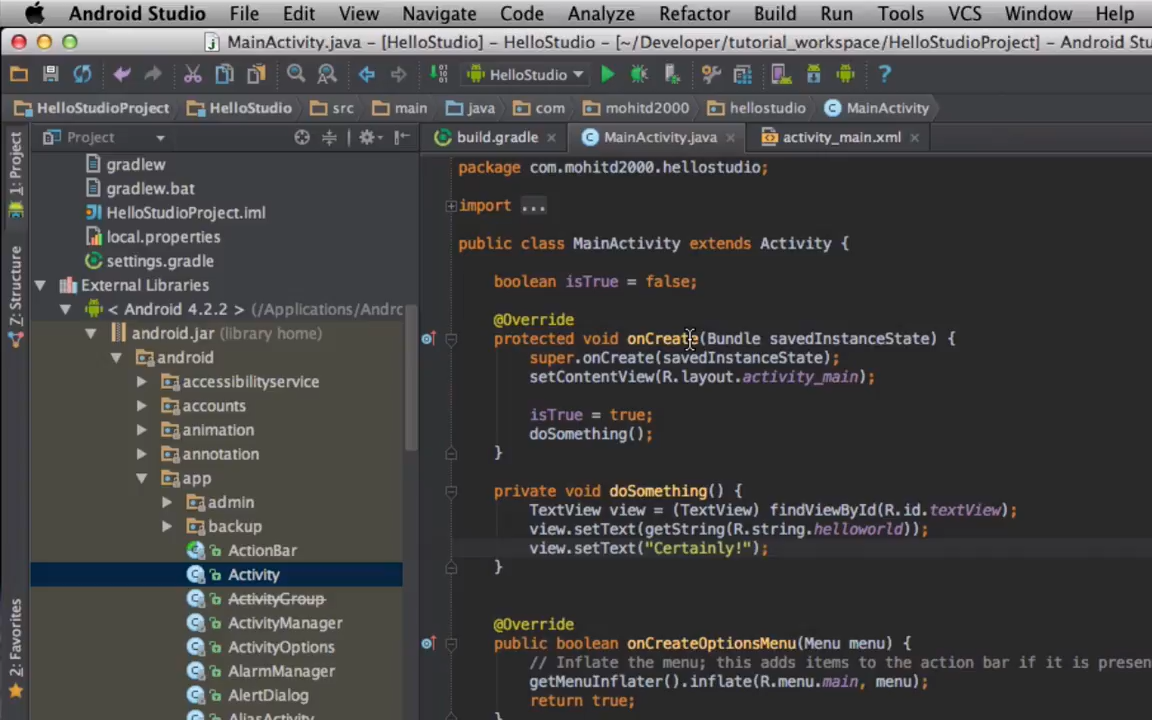 Android Studio File Edit View Navigate Code Analyze Refactor Build Run Tools VCS Window Help
MainActivity.java – [HelloStudio] – HelloStudio – [~/Developer/tutorial_workspace/HelloStudioProject] – Android Stu
HelloStudio
HelloStudioProject HelloStudio src main java com mohitd2000 hellostudio MainActivity
1: Project
Z: Structure
2: Favorites
Project
gradlew
gradlew.bat
HelloStudioProject.iml
local.properties
settings.gradle
External Libraries
< Android 4.2.2 > (/Applications/Andro
android.jar (library home)
android
accessibilityservice
accounts
animation
annotation
app
admin
backup
ActionBar
Activity
ActivityGroup
ActivityManager
ActivityOptions
AlarmManager
AlertDialog
AliasActivity
build.gradle MainActivity.java activity_main.xml
package com.mohitd2000.hellostudio;
import ...
public class MainActivity extends Activity {
boolean isTrue = false;
@Override
protected void onCreate(Bundle savedInstanceState) {
super.onCreate(savedInstanceState);
setContentView(R.layout.activity_main);
isTrue = true;
doSomething();
}
private void doSomething() {
TextView view = (TextView) findViewById(R.id.textView);
view.setText(getString(R.string.helloworld));
view.setText("Certainly!");
}
@Override
public boolean onCreateOptionsMenu(Menu menu) {
// Inflate the menu; this adds items to the action bar if it is presen
getMenuInflater().inflate(R.menu.main, menu);
return true;
}